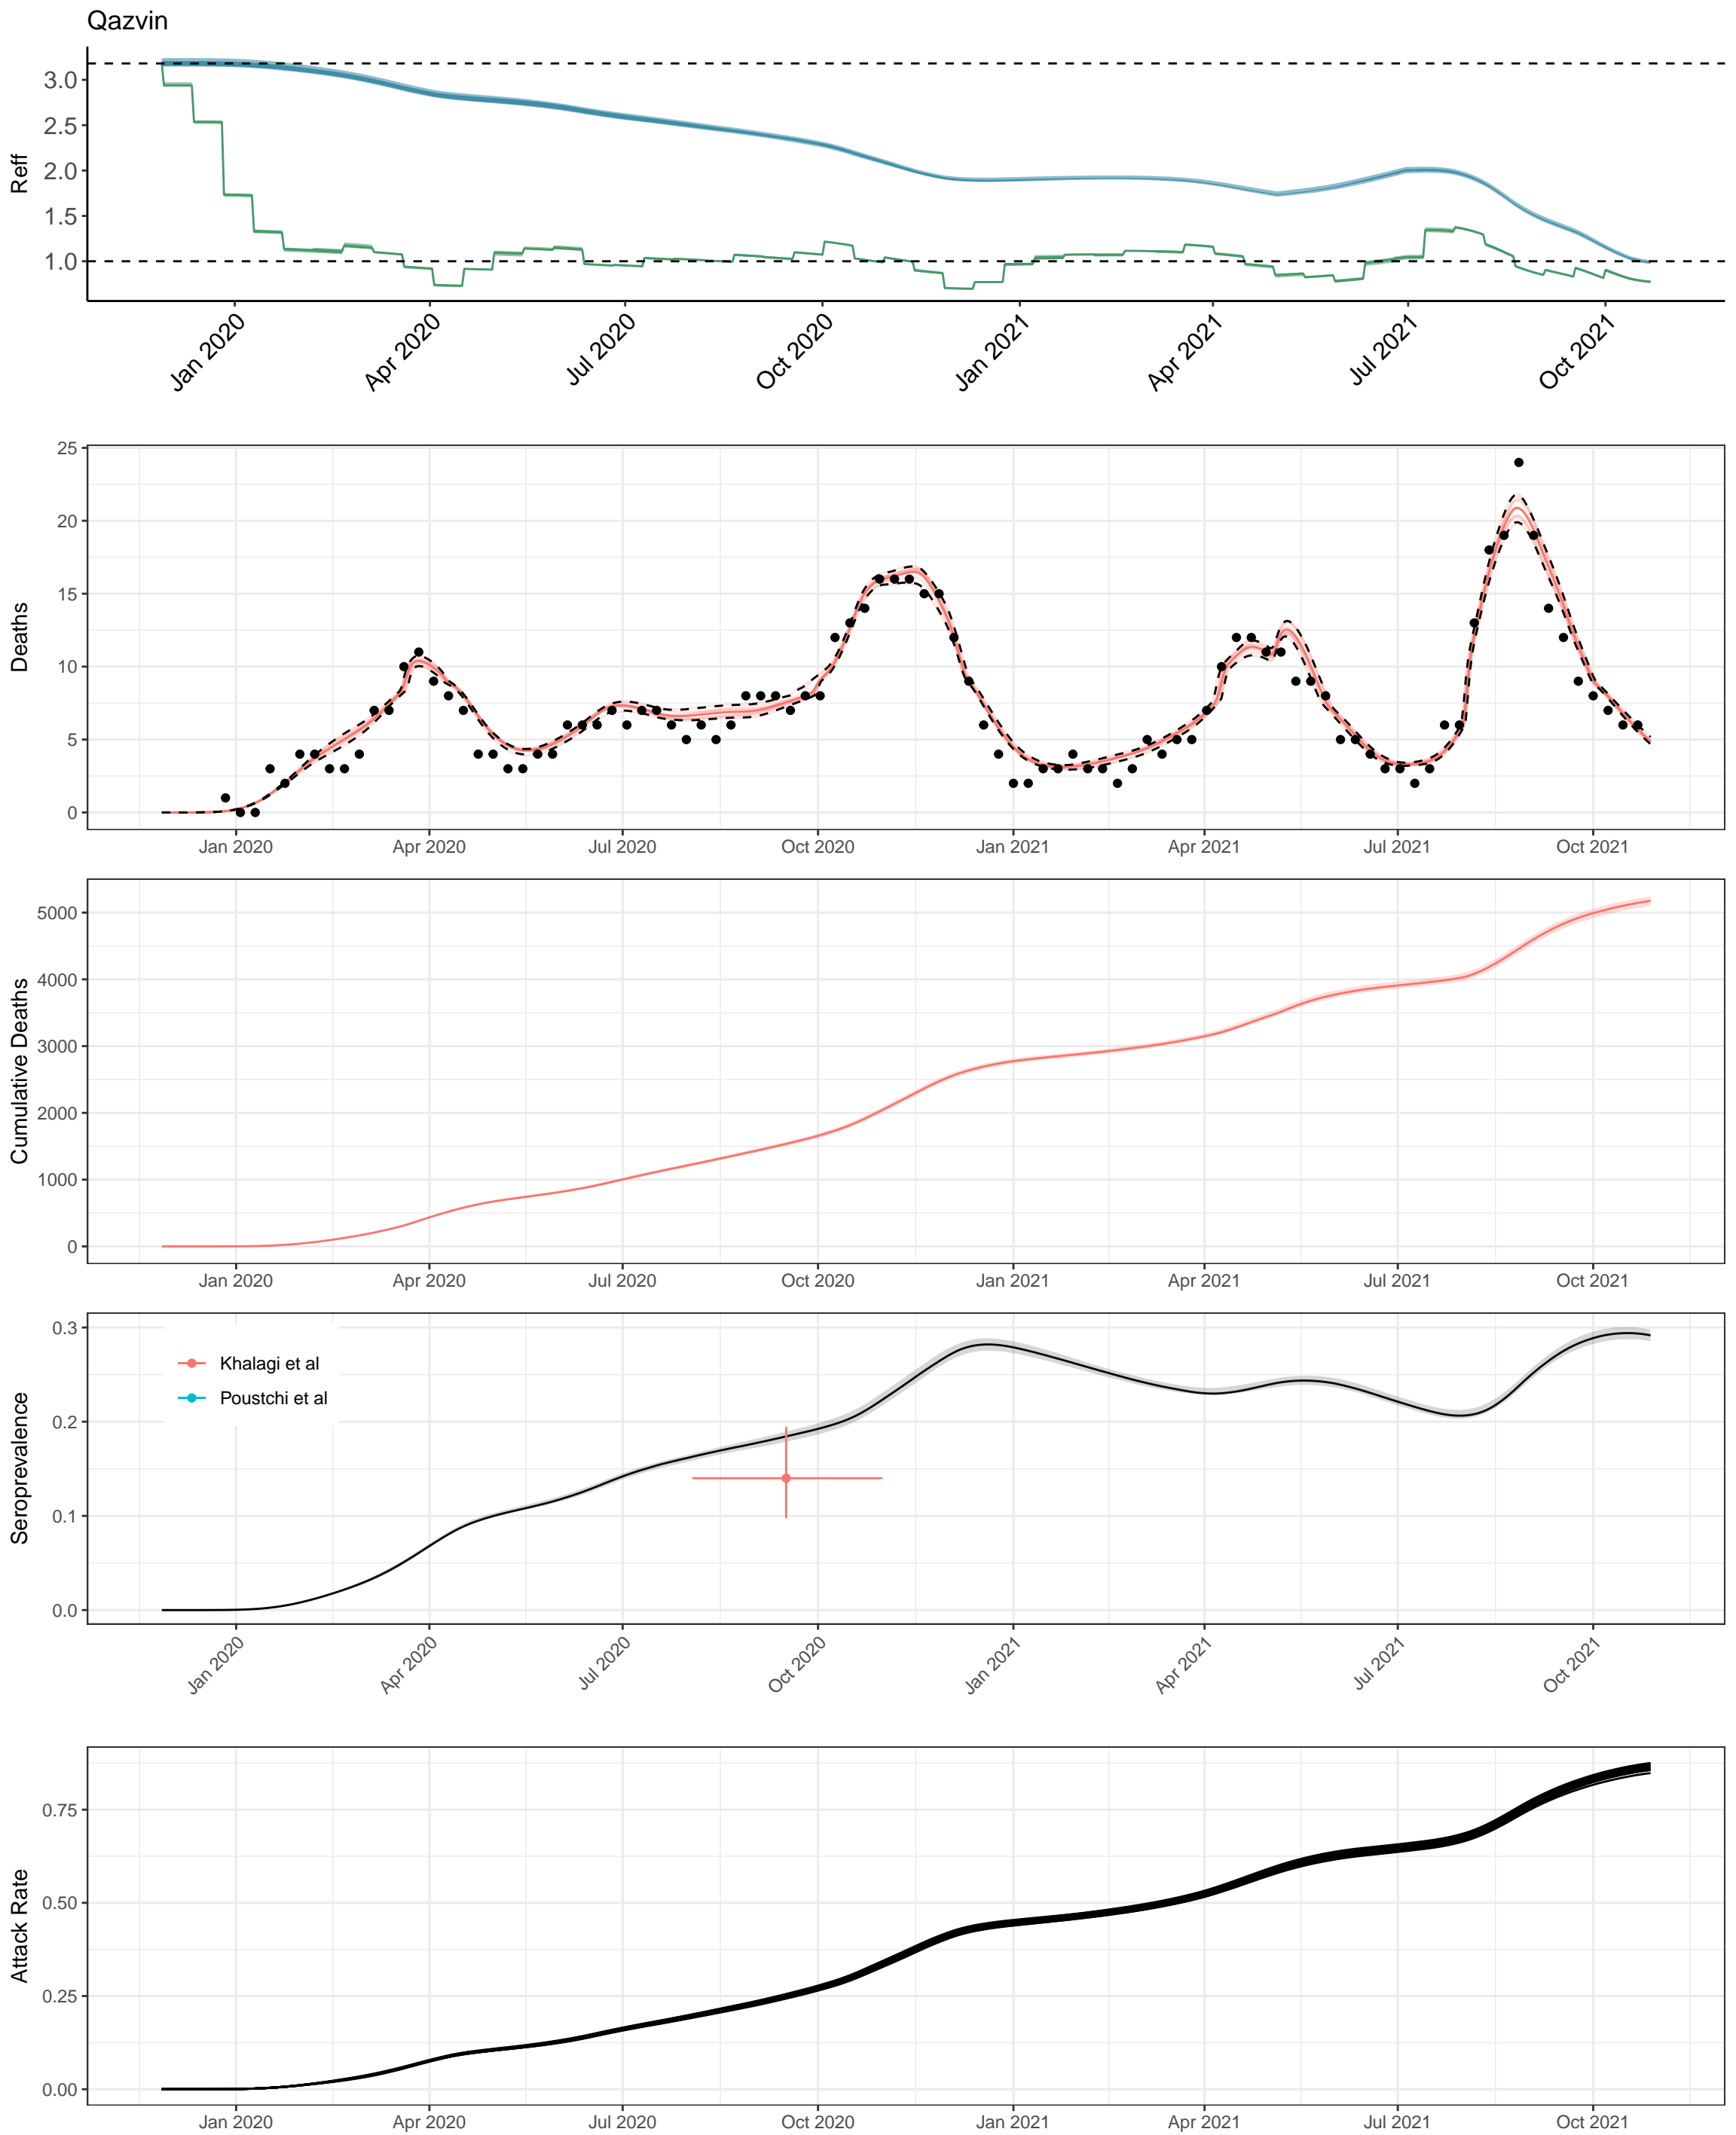 Qazvin
Reff
3.0
2.5
2.0
1.5
1.0
Jan 2020
Apr 2020
Jul 2020
Oct 2020
Jan 2021
Apr 2021
Jul 2021
Oct 2021
Deaths
25
20
15
10
5
0
Jan 2020
Apr 2020
Jul 2020
Oct 2020
Jan 2021
Apr 2021
Jul 2021
Oct 2021
Cumulative Deaths
5000
4000
3000
2000
1000
0
Jan 2020
Apr 2020
Jul 2020
Oct 2020
Jan 2021
Apr 2021
Jul 2021
Oct 2021
Seroprevalence
0.3
0.2
0.1
0.0
Khalagi et al
Poustchi et al
Jan 2020
Apr 2020
Jul 2020
Oct 2020
Jan 2021
Apr 2021
Jul 2021
Oct 2021
Attack Rate
0.75
0.50
0.25
0.00
Jan 2020
Apr 2020
Jul 2020
Oct 2020
Jan 2021
Apr 2021
Jul 2021
Oct 2021